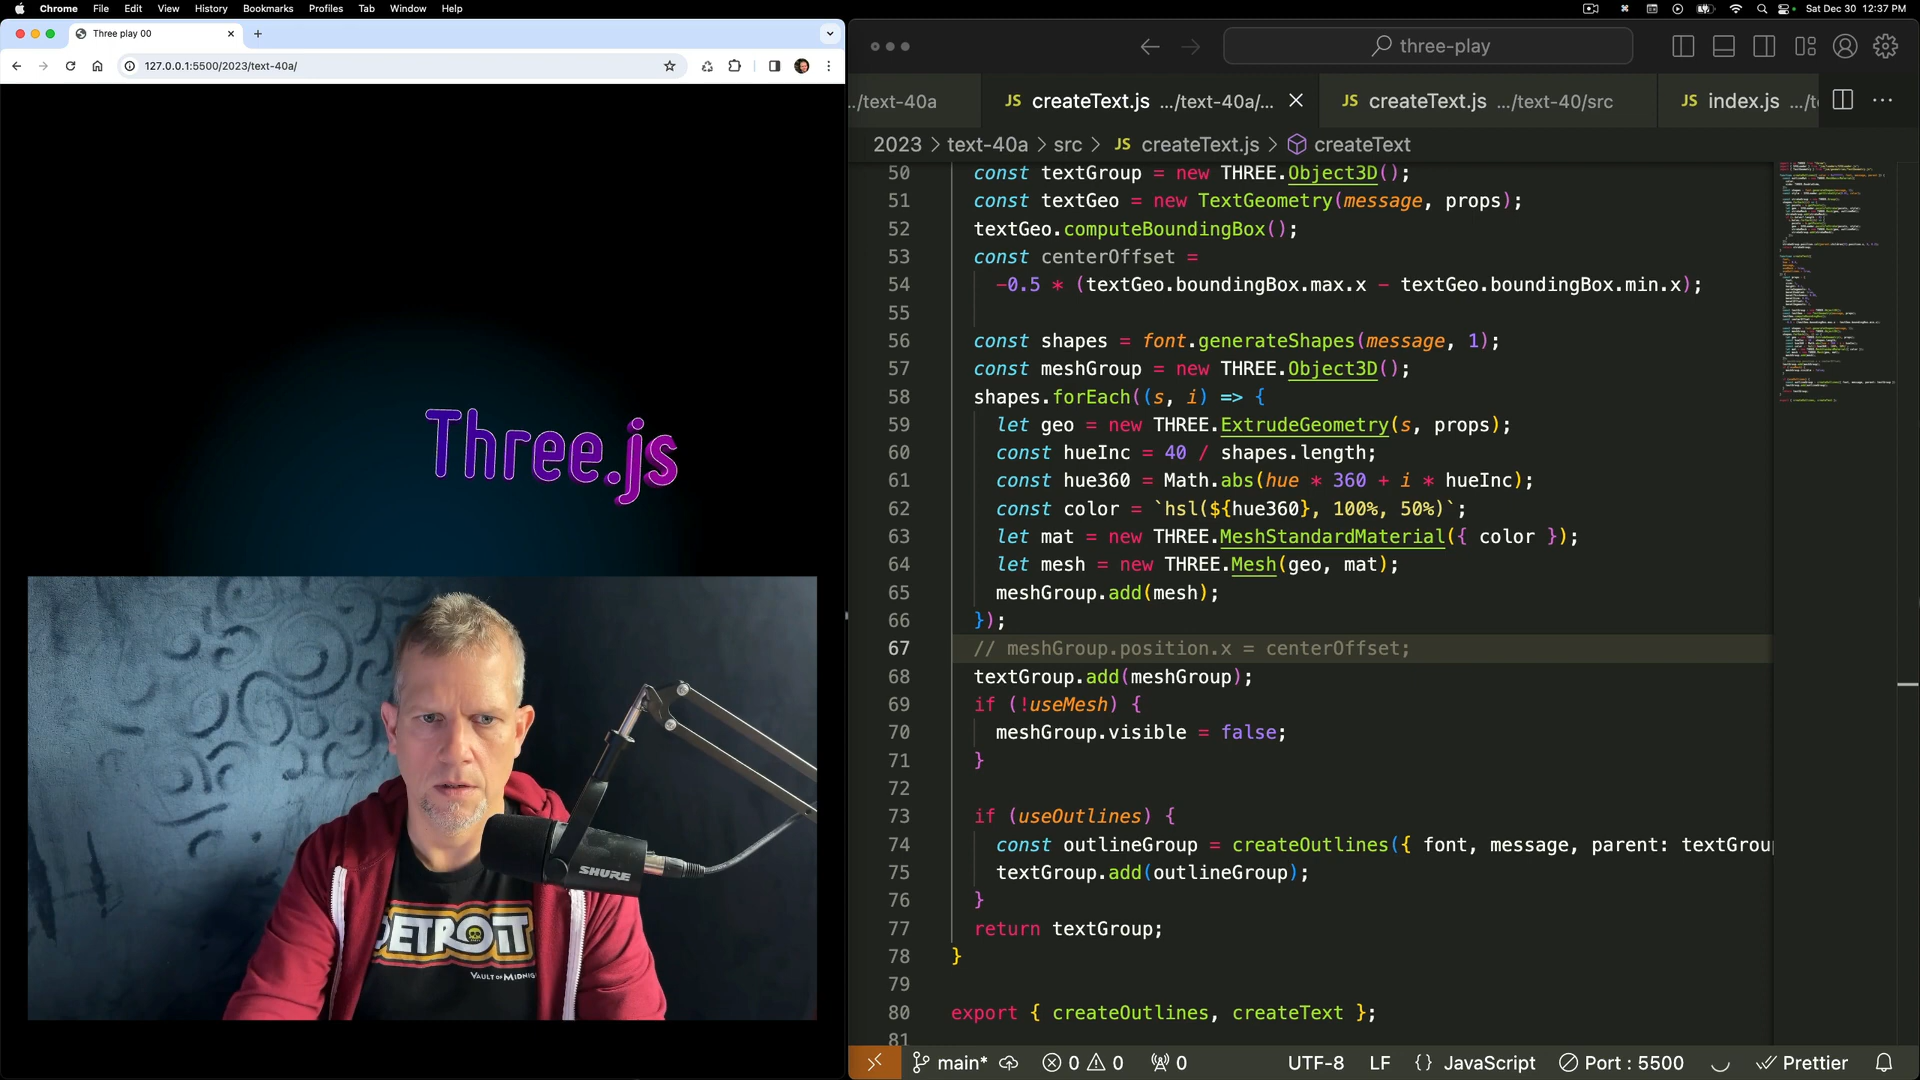 Chrome File Edit View History Bookmarks Profiles Tab Window Help
Sat Dec 30 12:37 PM
Three play 00
127.0.0.1:5500/2023/text-40a/
Three.js
SHURE
DETROIT
VAULT OF MIDNIGH
three-play
./text-40a
JS createText.js .../text-40a/...
JS createText.js .../text-40/src
JS index.js .../t
2023 > text-40a > src > JS createText.js > createText
50 const textGroup = new THREE.Object3D();
51 const textGeo = new TextGeometry(message, props);
52 textGeo.computeBoundingBox();
53 const centerOffset =
54 -0.5 * (textGeo.boundingBox.max.x - textGeo.boundingBox.min.x);
55
56 const shapes = font.generateShapes(message, 1);
57 const meshGroup = new THREE.Object3D();
58 shapes.forEach((s, i) => {
59 let geo = new THREE.ExtrudeGeometry(s, props);
60 const hueInc = 40 / shapes.length;
61 const hue360 = Math.abs(hue * 360 + i * hueInc);
62 const color = `hsl(${hue360}, 100%, 50%)`;
63 let mat = new THREE.MeshStandardMaterial({ color });
64 let mesh = new THREE.Mesh(geo, mat);
65 meshGroup.add(mesh);
66 });
67 // meshGroup.position.x = centerOffset;
68 textGroup.add(meshGroup);
69 if (!useMesh) {
70 meshGroup.visible = false;
71 }
72
73 if (useOutlines) {
74 const outlineGroup = createOutlines({ font, message, parent: textGrou
75 textGroup.add(outlineGroup);
76 }
77 return textGroup;
78 }
79
80 export { createOutlines, createText };
81
main* 0 0 0 UTF-8 LF {} JavaScript Port : 5500 Prettier